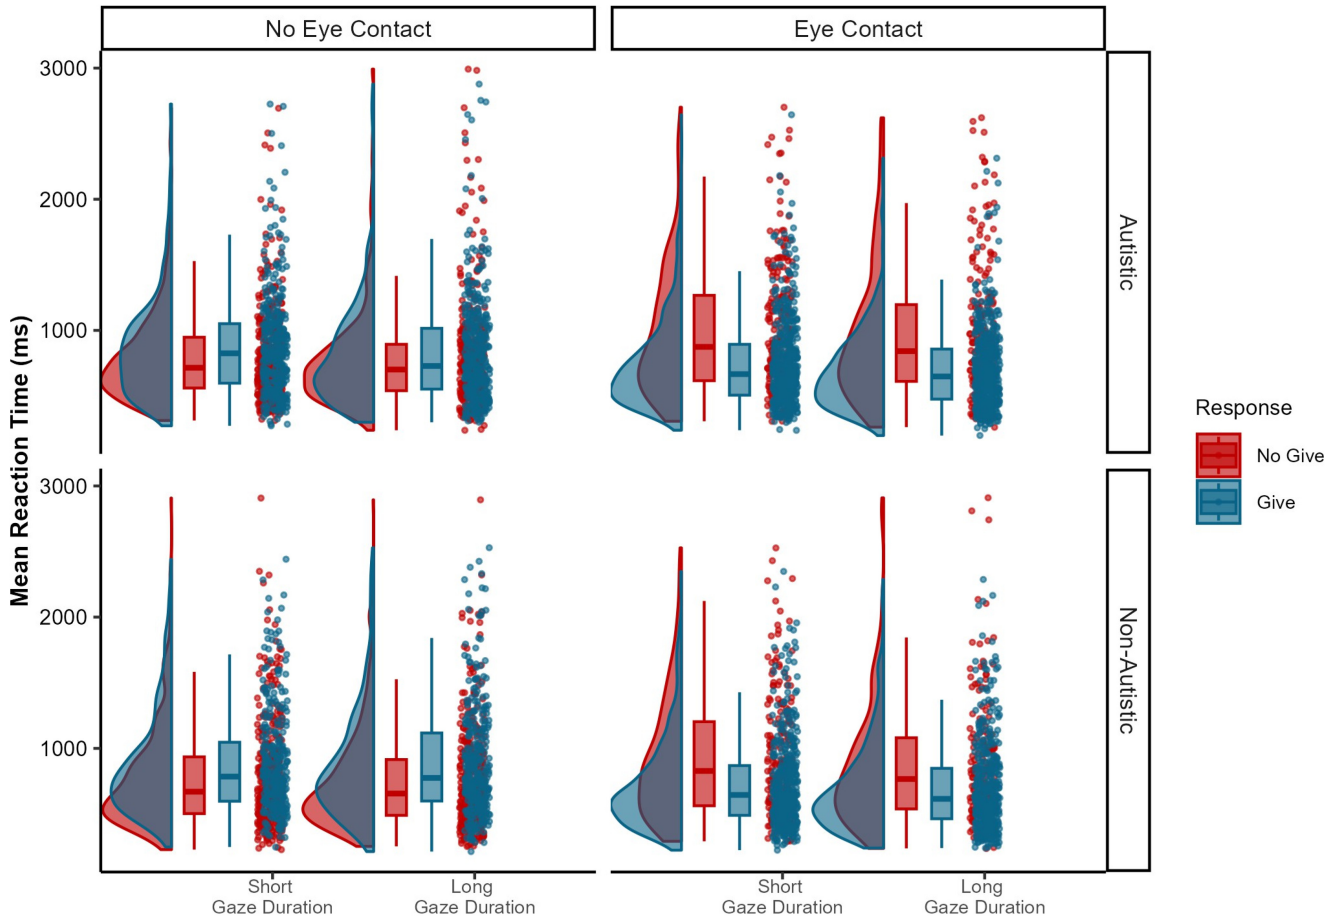 No Eye Contact
Eye Contact
Mean Reaction Time (ms)
3000
2000
1000
Autistic
3000
2000
1000
Non-Autistic
Short
Gaze Duration
Long
Gaze Duration
Short
Gaze Duration
Long
Gaze Duration
Response
No Give
Give